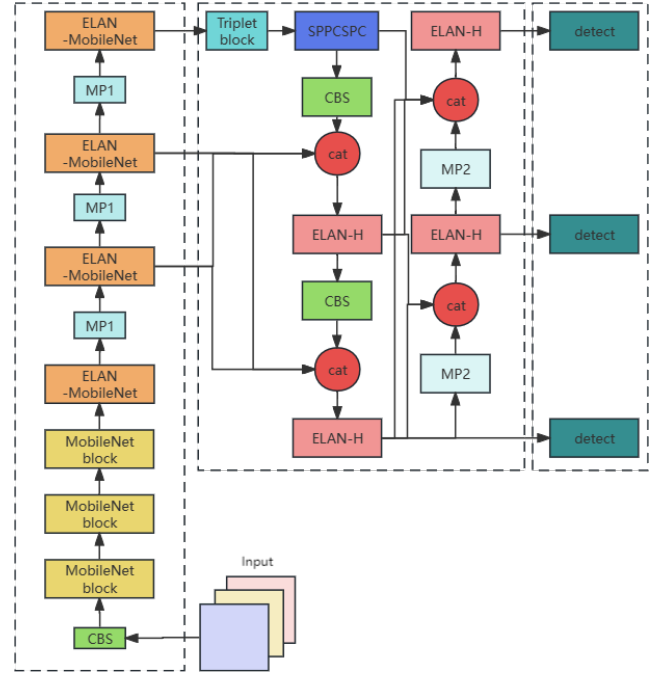 ELAN
-MobileNet
MP1
ELAN
-MobileNet
MP1
ELAN
-MobileNet
MP1
ELAN
-MobileNet
MobileNet
block
MobileNet
block
MobileNet
block
CBS
Input
Triplet
block
SPPCSPC
CBS
cat
ELAN-H
CBS
cat
ELAN-H
ELAN-H
cat
MP2
ELAN-H
cat
MP2
detect
detect
detect